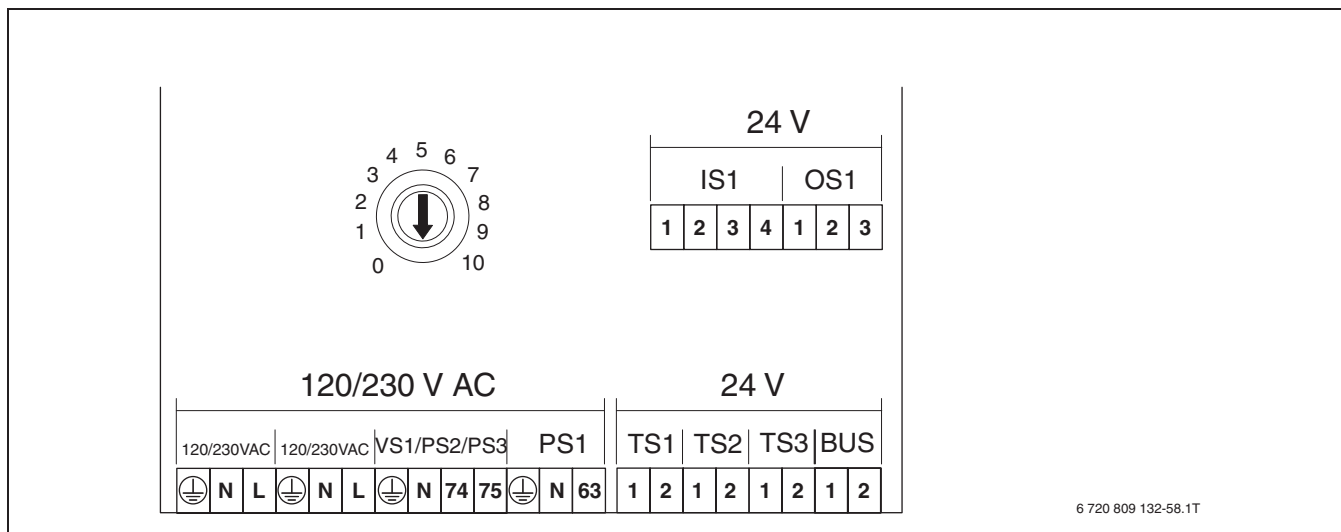 24 V
IS1 OS1
1 2 3 4 1 2 3
5
4 6
3 7
2 8
1 9
0 10
120/230 V AC 24 V
120/230VAC 120/230VAC VS1/PS2/PS3 PS1 TS1 TS2 TS3 BUS
N L N L N 74 75 N 63 1 2 1 2 1 2 1 2
6 720 809 132-58.1T